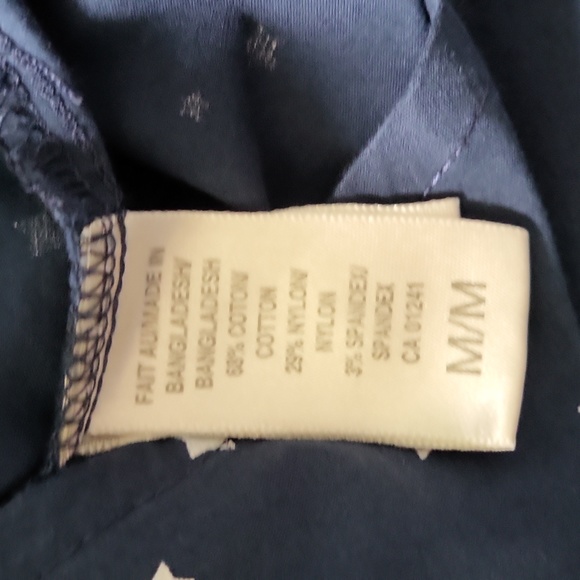 FAIT AU/MADE IN
BANGLADESH/
BANGLADESH
68% COTON/
COTTON
29% NYLON/
NYLON
3% SPANDEX/
SPANDEX
CA 01241
M/M